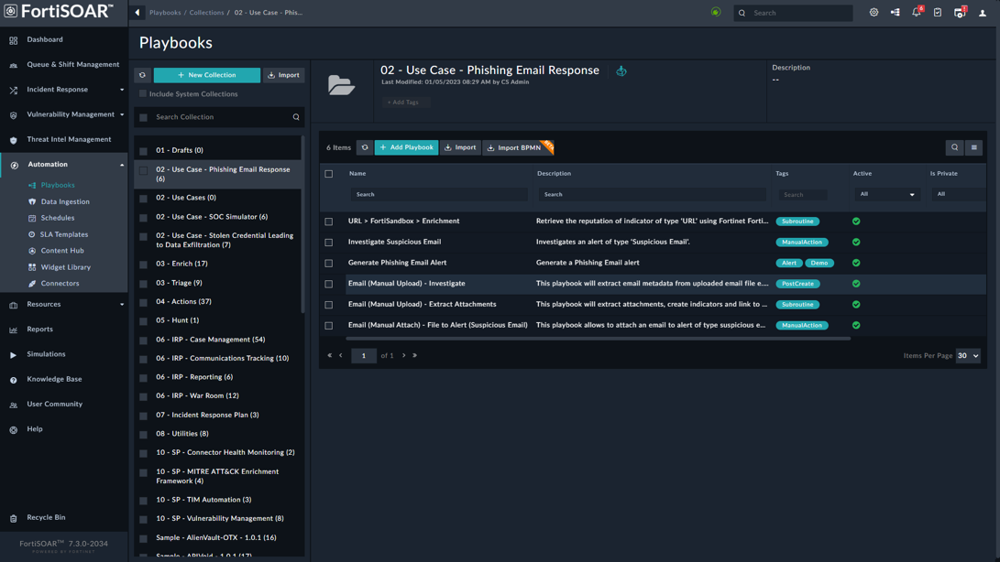 FortiSOAR™
Playbooks / Collections / 02 - Use Case - Phis...
Search
6
1
Dashboard
Queue & Shift Management
Incident Response
Vulnerability Management
Threat Intel Management
Automation
Playbooks
Data Ingestion
Schedules
SLA Templates
Content Hub
Widget Library
Connectors
Resources
Reports
Simulations
Knowledge Base
User Community
Help
Recycle Bin
FortiSOAR™ 7.3.0-2034
POWERED BY FORTINET
Playbooks
+ New Collection
Import
Include System Collections
Search Collection
01 - Drafts (0)
02 - Use Case - Phishing Email Response
(6)
02 - Use Cases (0)
02 - Use Case - SOC Simulator (6)
02 - Use Case - Stolen Credential Leading
to Data Exfiltration (7)
03 - Enrich (17)
03 - Triage (9)
04 - Actions (37)
05 - Hunt (1)
06 - IRP - Case Management (54)
06 - IRP - Communications Tracking (10)
06 - IRP - Reporting (6)
06 - IRP - War Room (12)
07 - Incident Response Plan (3)
08 - Utilities (8)
10 - SP - Connector Health Monitoring (2)
10 - SP - MITRE ATT&CK Enrichment
Framework (4)
10 - SP - TIM Automation (3)
10 - SP - Vulnerability Management (8)
Sample - AlienVault-OTX - 1.0.1 (16)
Sample - APIVoid - 1.0.1 (17)
02 - Use Case - Phishing Email Response
Last Modified: 01/05/2023 08:29 AM by CS Admin
+ Add Tags
Description
--
6 Items
+ Add Playbook
Import
Import BPMN
BETA
Name
Description
Tags
Active
Is Private
Search
Search
Search
All
All
URL > FortiSandbox > Enrichment
Retrieve the reputation of indicator of type 'URL' using Fortinet Forti...
Subroutine
Investigate Suspicious Email
Investigates an alert of type 'Suspicious Email'.
ManualAction
Generate Phishing Email Alert
Generate a Phishing Email alert
Alert
Demo
Email (Manual Upload) - Investigate
This playbook will extract email metadata from uploaded email file e...
PostCreate
Email (Manual Upload) - Extract Attachments
This playbook will extract attachments, create indicators and link to ...
Subroutine
Email (Manual Attach) - File to Alert (Suspicious Email)
This playbook allows to attach an email to alert of type suspicious e...
ManualAction
1
of 1
Items Per Page
30